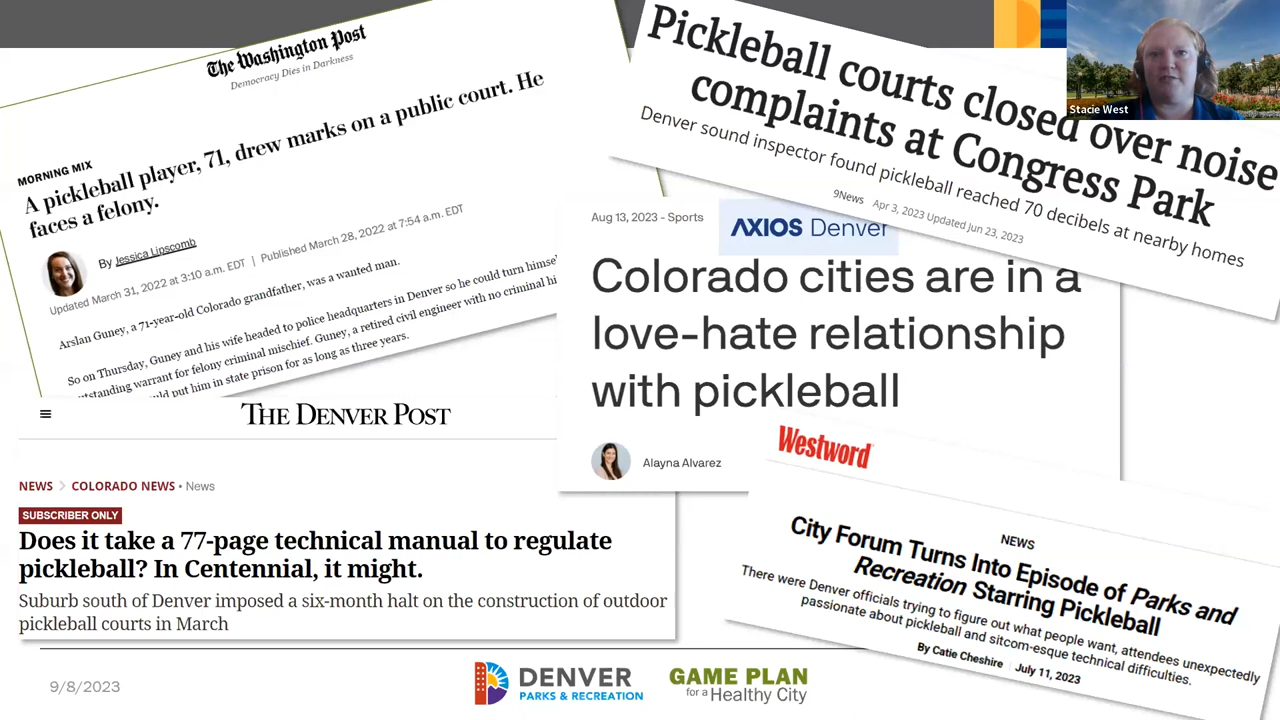 The Washington Post
Democracy Dies in Darkness
MORNING MIX
A pickleball player, 71, drew marks on a public court. He
faces a felony.
By Jessica Lipscomb
Updated March 31, 2022 at 3:10 a.m. EDT | Published March 28, 2022 at 7:54 a.m. EDT
Arslan Guney, a 71-year-old Colorado grandfather, was a wanted man.
So on Thursday, Guney and his wife headed to police headquarters in Denver so he could turn himse
utstanding warrant for felony criminal mischief. Guney, a retired civil engineer with no criminal hi
uld put him in state prison for as long as three years.
Pickleball courts closed over noise
complaints at Congress Park
Denver sound inspector found pickleball reached 70 decibels at nearby homes
9News Apr 3, 2023 Updated Jun 23, 2023
Stacie West
Aug 13, 2023 - Sports
AXIOS Denver
Colorado cities are in a
love-hate relationship
with pickleball
Alayna Alvarez
THE DENVER POST
NEWS > COLORADO NEWS • News
SUBSCRIBER ONLY
Does it take a 77-page technical manual to regulate
pickleball? In Centennial, it might.
Suburb south of Denver imposed a six-month halt on the construction of outdoor
pickleball courts in March
Westword
NEWS
City Forum Turns Into Episode of Parks and
Recreation Starring Pickleball
There were Denver officials trying to figure out what people want, attendees unexpectedly
passionate about pickleball and sitcom-esque technical difficulties.
By Catie Cheshire | July 11, 2023
9/8/2023
DENVER
PARKS & RECREATION
GAME PLAN
for a Healthy City